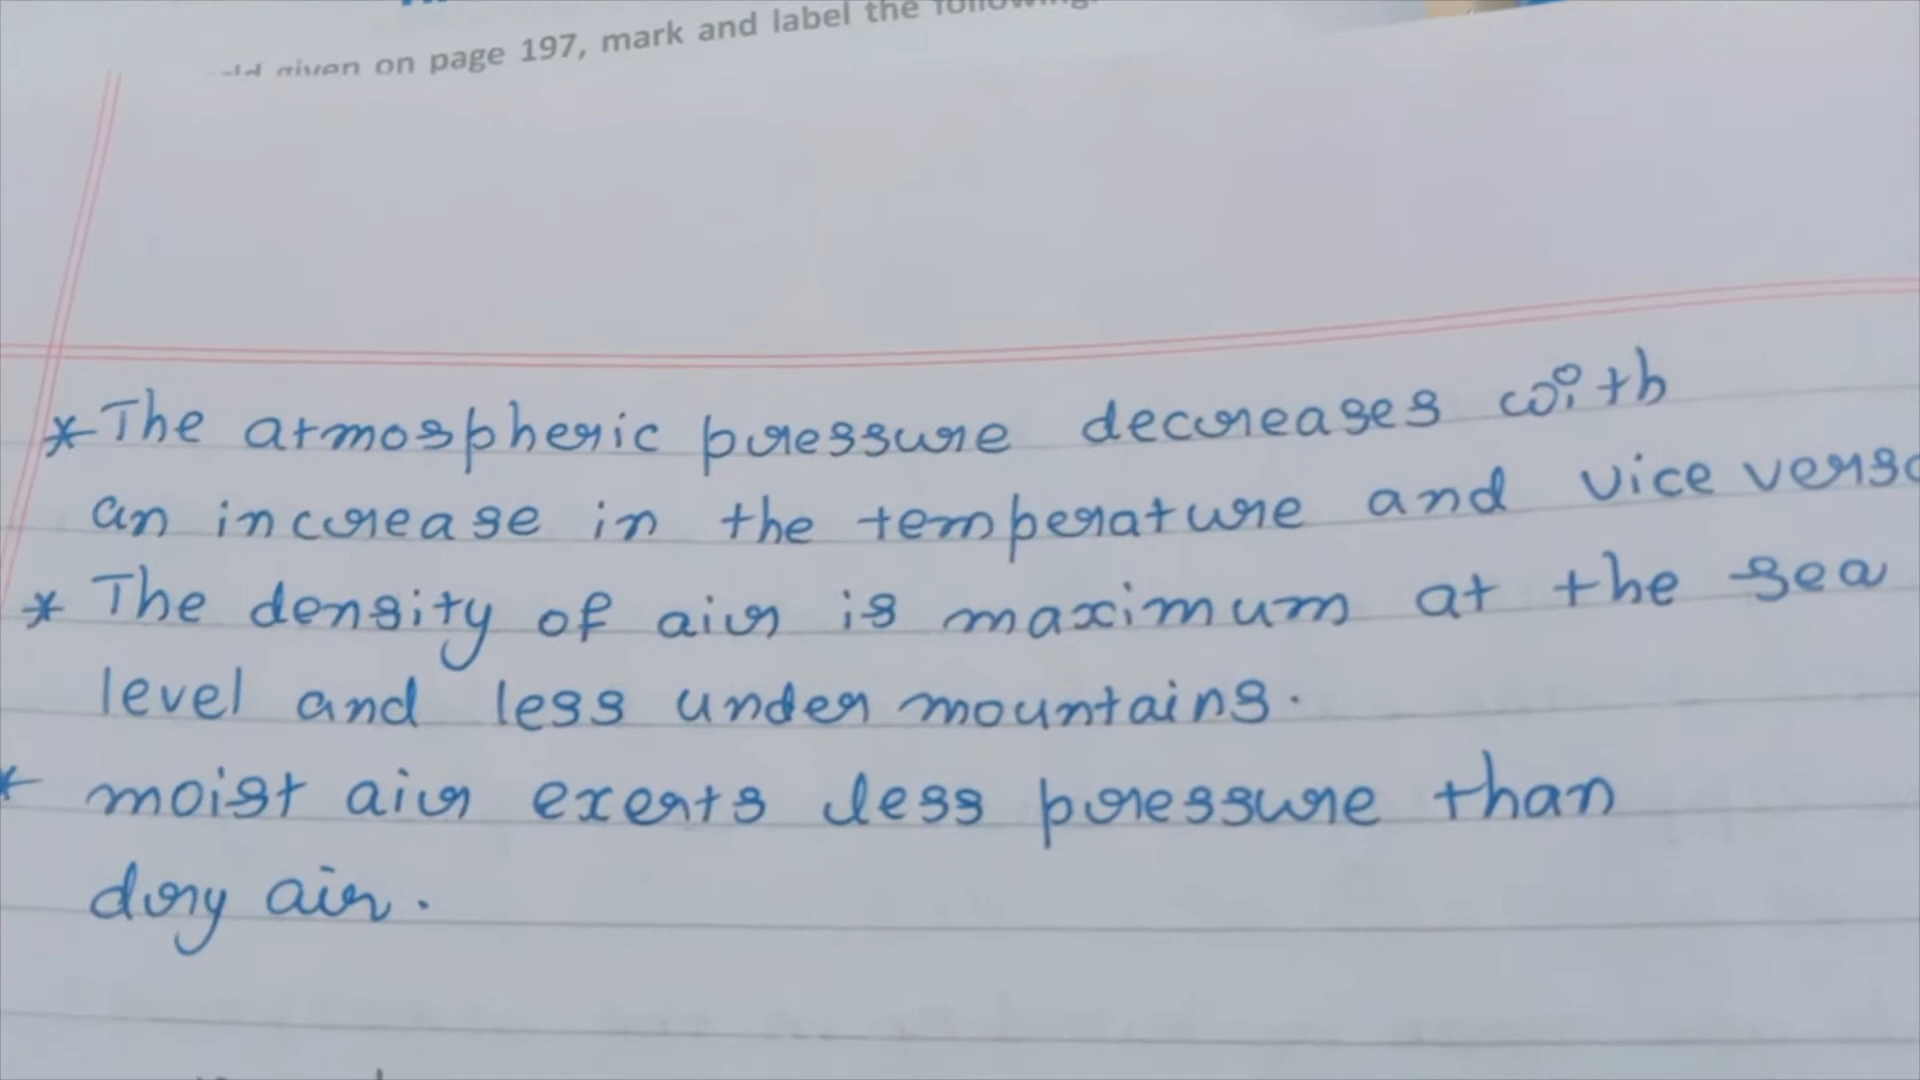 given on page 197, mark and label the following
*The atmospheric pressure decreases with
an increase in the temperature and vice versa
* The density of air is maximum at the sea
level and less under mountains.
* moist air exerts less pressure than
dry air.